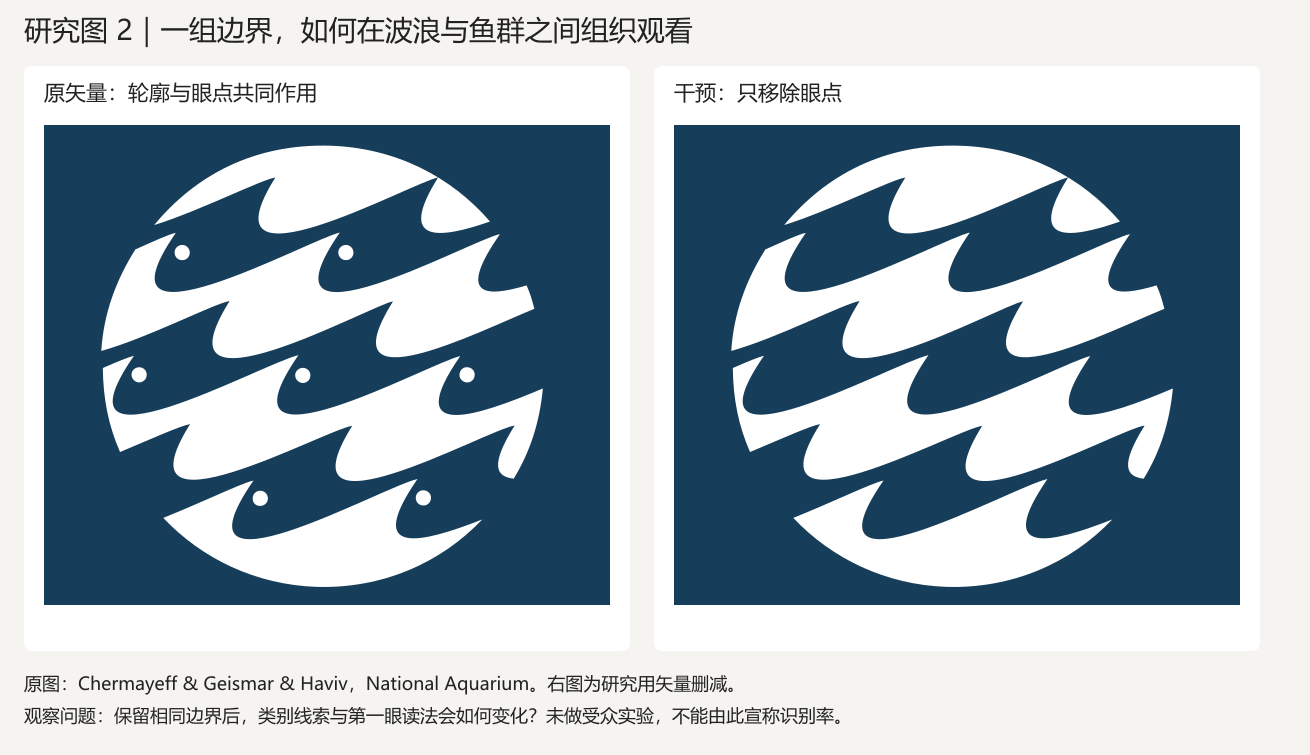 研究图 2｜一组边界，如何在波浪与鱼群之间组织观看
原矢量：轮廓与眼点共同作用
干预：只移除眼点
原图：Chermayeff & Geismar & Haviv，National Aquarium。右图为研究用矢量删减。
观察问题：保留相同边界后，类别线索与第一眼读法会如何变化？未做受众实验，不能由此宣称识别率。